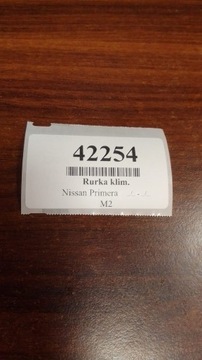 42254
Rurka klim.
Nissan Primera
M2